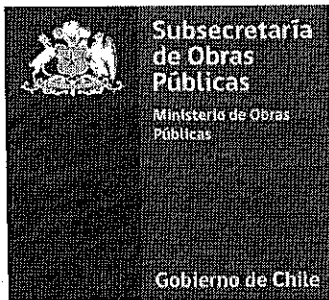 Subsecretaría
de Obras
Públicas
Ministerio de Obras
Públicas
Gobierno de Chile